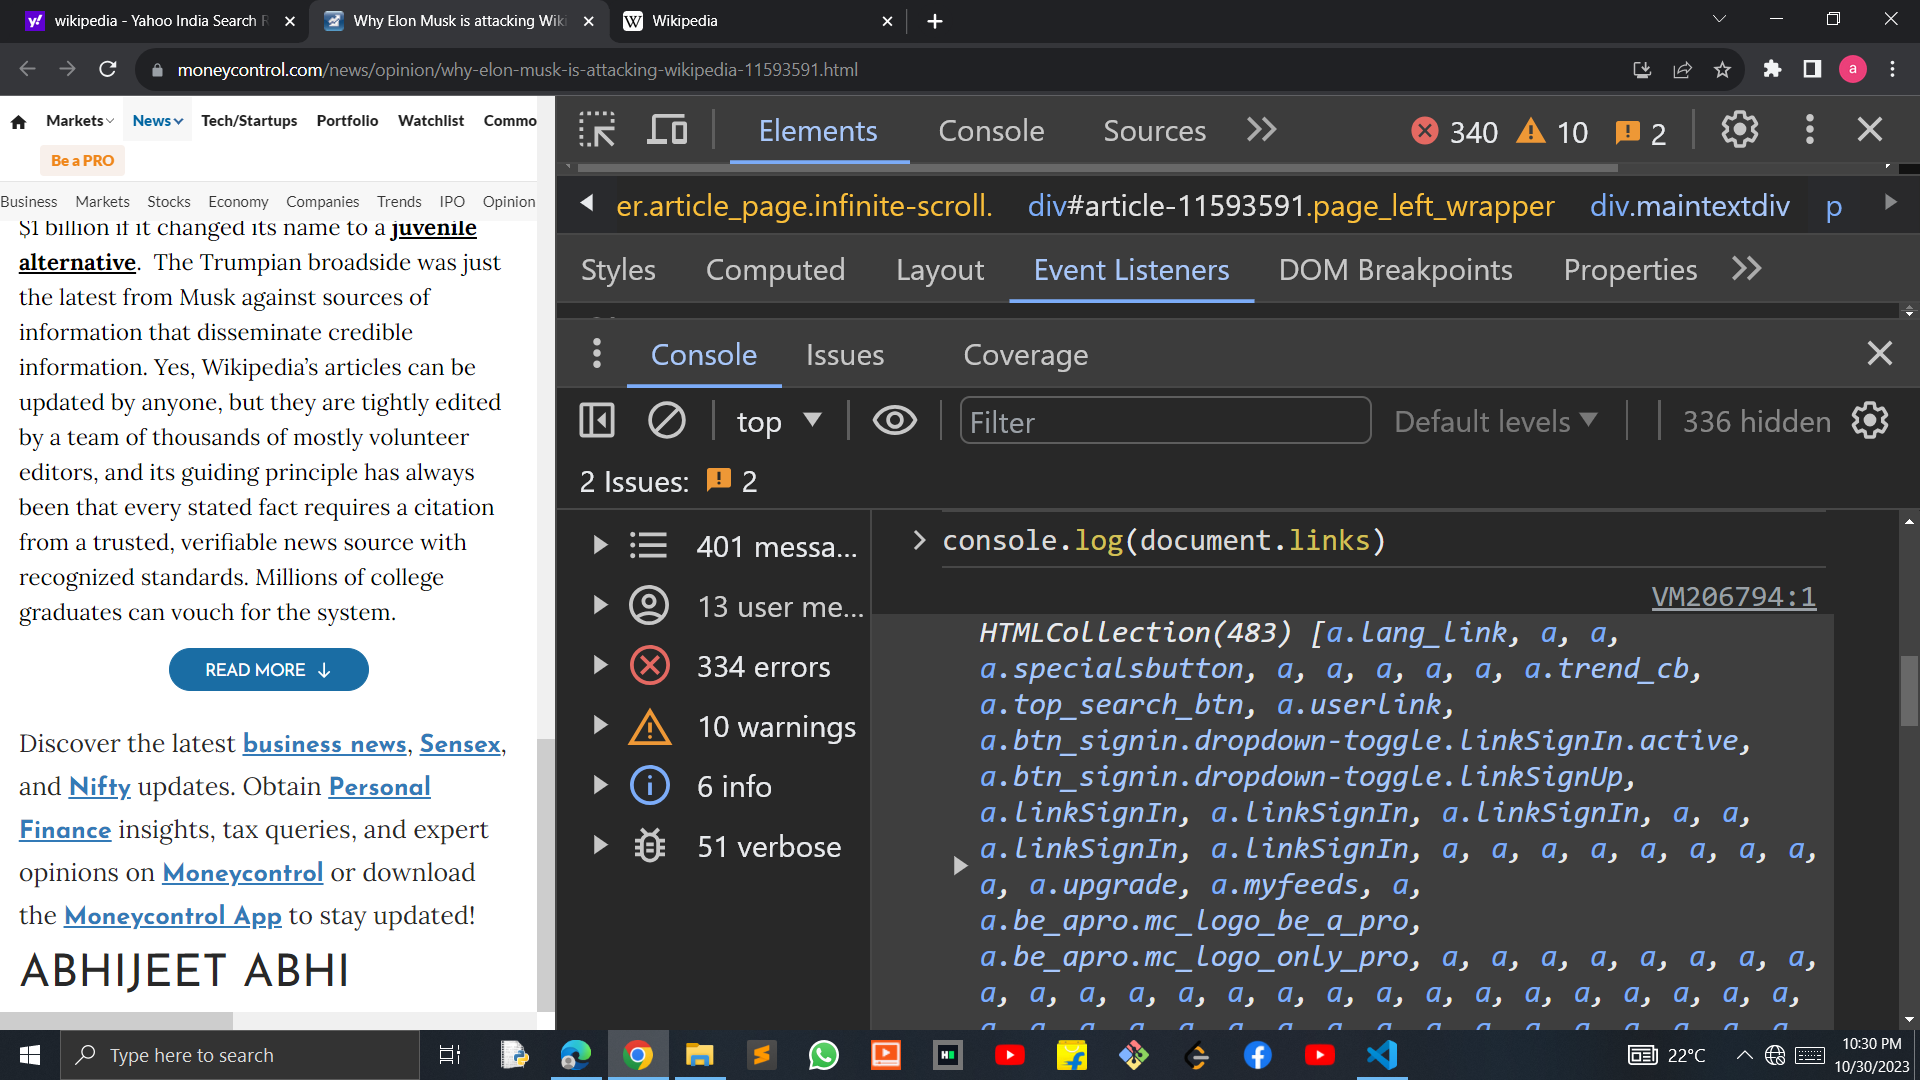 wikipedia - Yahoo India Search R
Why Elon Musk is attacking Wiki
Wikipedia
moneycontrol.com/news/opinion/why-elon-musk-is-attacking-wikipedia-11593591.html
a
Markets
News
Tech/Startups
Portfolio
Watchlist
Commo
Be a PRO
Business
Markets
Stocks
Economy
Companies
Trends
IPO
Opinion
$1 billion if it changed its name to a juvenile
alternative.  The Trumpian broadside was just
the latest from Musk against sources of
information that disseminate credible
information. Yes, Wikipedia’s articles can be
updated by anyone, but they are tightly edited
by a team of thousands of mostly volunteer
editors, and its guiding principle has always
been that every stated fact requires a citation
from a trusted, verifiable news source with
recognized standards. Millions of college
graduates can vouch for the system.
READ MORE
Discover the latest business news, Sensex,
and Nifty updates. Obtain Personal
Finance insights, tax queries, and expert
opinions on Moneycontrol or download
the Moneycontrol App to stay updated!
ABHIJEET ABHI
Elements
Console
Sources
340
10
2
er.article_page.infinite-scroll.
div#article-11593591.page_left_wrapper
div.maintextdiv
p
Styles
Computed
Layout
Event Listeners
DOM Breakpoints
Properties
Console
Issues
Coverage
top
Filter
Default levels
336 hidden
2 Issues:
2
401 messa...
13 user me...
334 errors
10 warnings
6 info
51 verbose
console.log(document.links)
VM206794:1
HTMLCollection(483) [a.lang_link, a, a,
a.specialsbutton, a, a, a, a, a, a.trend_cb,
a.top_search_btn, a.userlink,
a.btn_signin.dropdown-toggle.linkSignIn.active,
a.btn_signin.dropdown-toggle.linkSignUp,
a.linkSignIn, a.linkSignIn, a.linkSignIn, a, a,
a.linkSignIn, a.linkSignIn, a, a, a, a, a, a, a, a,
a, a.upgrade, a.myfeeds, a,
a.be_apro.mc_logo_be_a_pro,
a.be_apro.mc_logo_only_pro, a, a, a, a, a, a, a, a,
a, a, a, a, a, a, a, a, a, a, a, a, a, a, a, a, a,
Type here to search
22°C
10:30 PM
10/30/2023